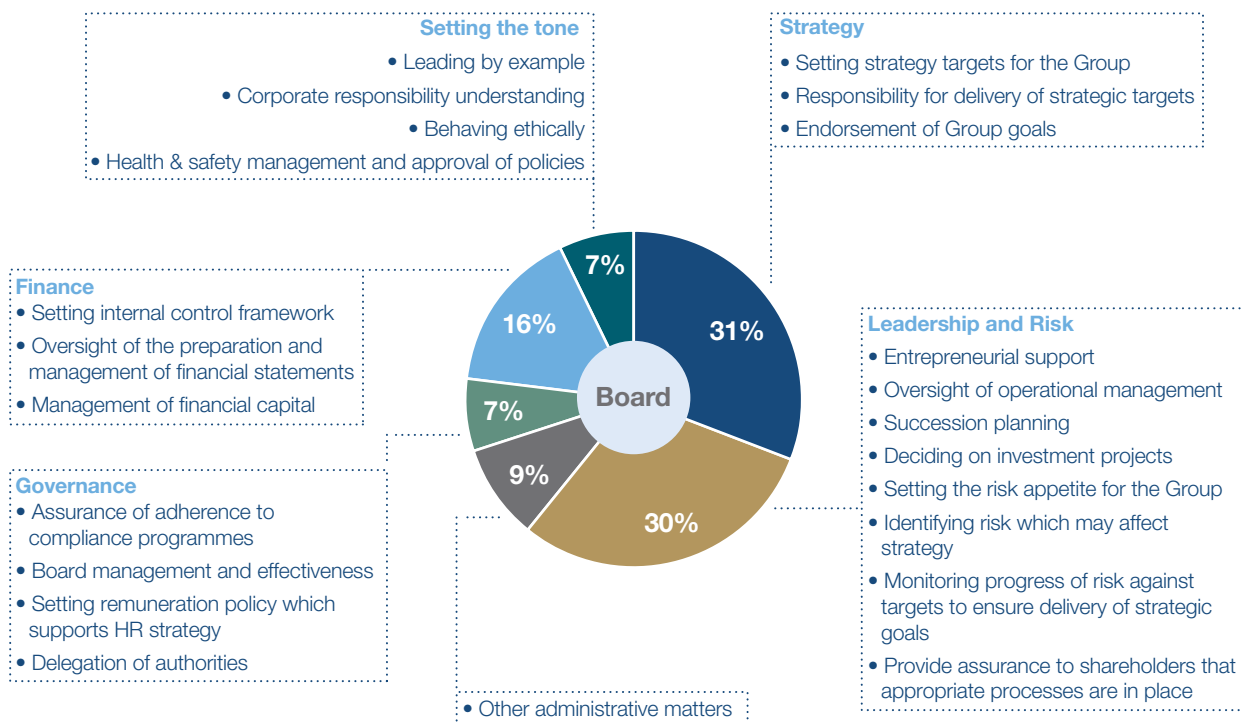 Setting the tone
• Leading by example
• Corporate responsibility understanding
• Behaving ethically
• Health & safety management and approval of policies
Strategy
• Setting strategy targets for the Group
• Responsibility for delivery of strategic targets
• Endorsement of Group goals
Finance
• Setting internal control framework
• Oversight of the preparation and
management of financial statements
• Management of financial capital
7%
16%
31%
Board
7%
9%
30%
Leadership and Risk
• Entrepreneurial support
• Oversight of operational management
• Succession planning
• Deciding on investment projects
• Setting the risk appetite for the Group
• Identifying risk which may affect
strategy
• Monitoring progress of risk against
targets to ensure delivery of strategic
goals
• Provide assurance to shareholders that
appropriate processes are in place
Governance
• Assurance of adherence to
compliance programmes
• Board management and effectiveness
• Setting remuneration policy which
supports HR strategy
• Delegation of authorities
• Other administrative matters